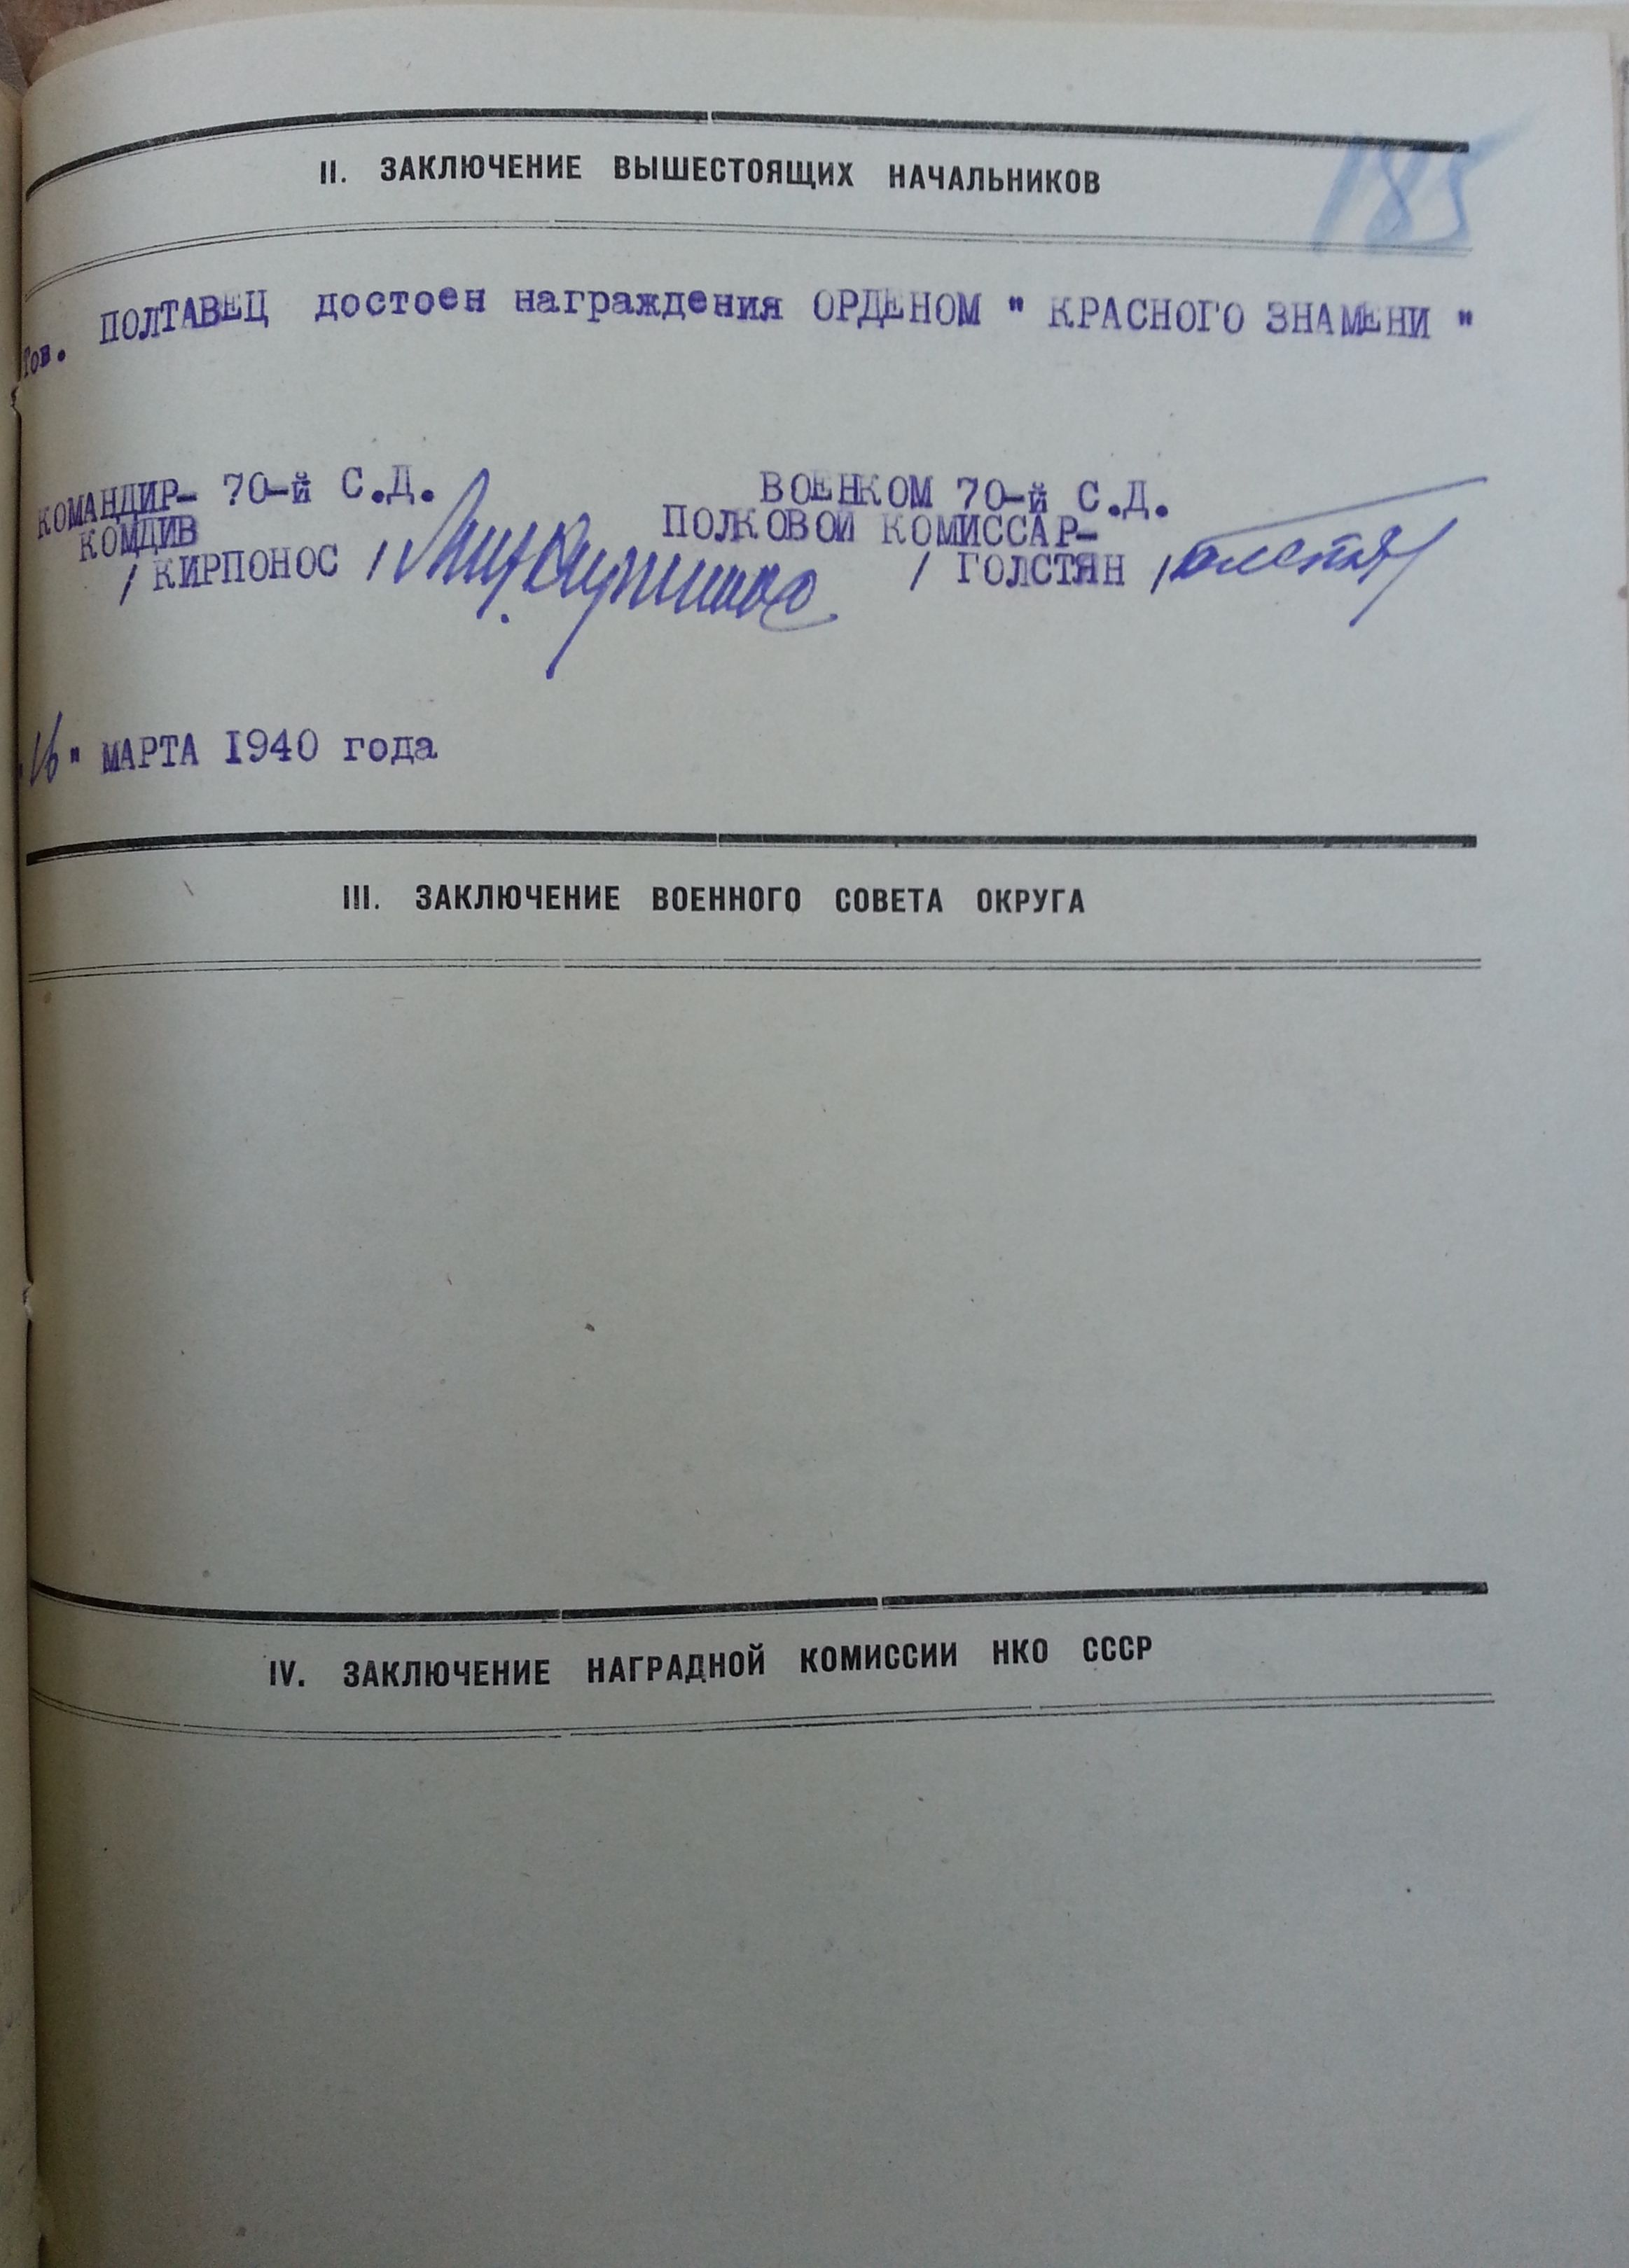 185
II. ЗАКЛЮЧЕНИЕ ВЫШЕСТОЯЩИХ НАЧАЛЬНИКОВ
Тов. ПОЛТАВЕЦ достоен награждения ОРДЕНОМ " КРАСНОГО ЗНАМЕНИ "
КОМАНДИР- 70-й С.Д.
КОМДИВ
/ КИРПОНОС /
ВОЕНКОМ 70-й С.Д.
ПОЛКОВОЙ КОМИССАР-
/ ГОЛСТЯН /
"16" МАРТА 1940 года
III. ЗАКЛЮЧЕНИЕ ВОЕННОГО СОВЕТА ОКРУГА
IV. ЗАКЛЮЧЕНИЕ НАГРАДНОЙ КОМИССИИ НКО СССР